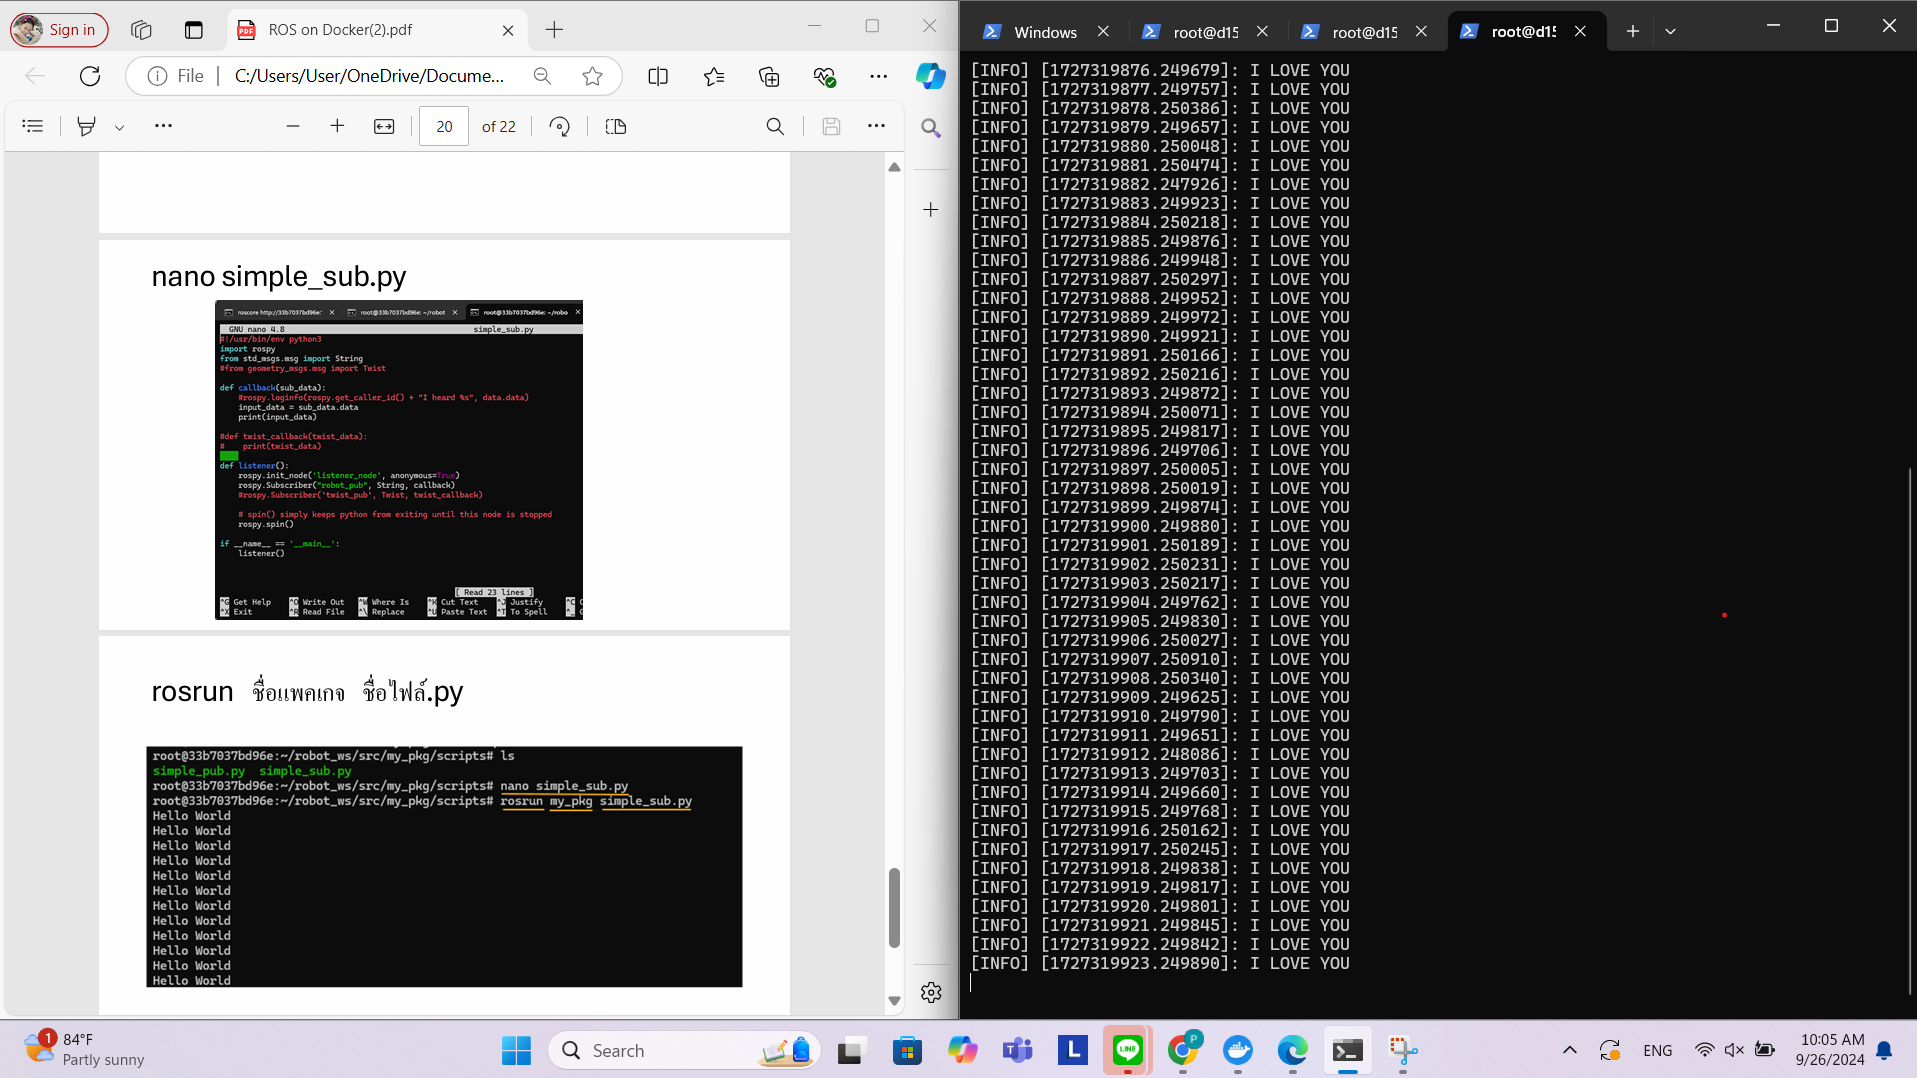 Sign in
ROS on Docker(2).pdf
File
C:/Users/User/OneDrive/Docume...
20 of 22
nano simple_sub.py
roscore http://33b7037bd96e:
root@33b7037bd96e: ~/robot
root@33b7037bd96e: ~/robo
GNU nano 4.8 simple_sub.py
#!/usr/bin/env python3
import rospy
from std_msgs.msg import String
#from geometry_msgs.msg import Twist
def callback(sub_data):
#rospy.loginfo(rospy.get_caller_id() + "I heard %s", data.data)
input_data = sub_data.data
print(input_data)
#def twist_callback(twist_data):
# print(twist_data)
def listener():
rospy.init_node('listener_node', anonymous=True)
rospy.Subscriber("robot_pub", String, callback)
#rospy.Subscriber('twist_pub', Twist, twist_callback)
# spin() simply keeps python from exiting until this node is stopped
rospy.spin()
if __name__ == '__main__':
listener()
[ Read 23 lines ]
^G Get Help ^O Write Out ^W Where Is ^K Cut Text ^J Justify ^C C
^X Exit ^R Read File ^\ Replace ^U Paste Text ^T To Spell ^_ G
rosrun ชื่อแพคเกจ ชื่อไฟล์.py
root@33b7037bd96e:~/robot_ws/src/my_pkg/scripts# ls
simple_pub.py simple_sub.py
root@33b7037bd96e:~/robot_ws/src/my_pkg/scripts# nano simple_sub.py
root@33b7037bd96e:~/robot_ws/src/my_pkg/scripts# rosrun my_pkg simple_sub.py
Hello World
Hello World
Hello World
Hello World
Hello World
Hello World
Hello World
Hello World
Hello World
Hello World
Hello World
Hello World
Windows
root@d15
root@d15
root@d15
[INFO] [1727319876.249679]: I LOVE YOU
[INFO] [1727319877.249757]: I LOVE YOU
[INFO] [1727319878.250386]: I LOVE YOU
[INFO] [1727319879.249657]: I LOVE YOU
[INFO] [1727319880.250048]: I LOVE YOU
[INFO] [1727319881.250474]: I LOVE YOU
[INFO] [1727319882.247926]: I LOVE YOU
[INFO] [1727319883.249923]: I LOVE YOU
[INFO] [1727319884.250218]: I LOVE YOU
[INFO] [1727319885.249876]: I LOVE YOU
[INFO] [1727319886.249948]: I LOVE YOU
[INFO] [1727319887.250297]: I LOVE YOU
[INFO] [1727319888.249952]: I LOVE YOU
[INFO] [1727319889.249972]: I LOVE YOU
[INFO] [1727319890.249921]: I LOVE YOU
[INFO] [1727319891.250166]: I LOVE YOU
[INFO] [1727319892.250216]: I LOVE YOU
[INFO] [1727319893.249872]: I LOVE YOU
[INFO] [1727319894.250071]: I LOVE YOU
[INFO] [1727319895.249817]: I LOVE YOU
[INFO] [1727319896.249706]: I LOVE YOU
[INFO] [1727319897.250005]: I LOVE YOU
[INFO] [1727319898.250019]: I LOVE YOU
[INFO] [1727319899.249874]: I LOVE YOU
[INFO] [1727319900.249880]: I LOVE YOU
[INFO] [1727319901.250189]: I LOVE YOU
[INFO] [1727319902.250231]: I LOVE YOU
[INFO] [1727319903.250217]: I LOVE YOU
[INFO] [1727319904.249762]: I LOVE YOU
[INFO] [1727319905.249830]: I LOVE YOU
[INFO] [1727319906.250027]: I LOVE YOU
[INFO] [1727319907.250910]: I LOVE YOU
[INFO] [1727319908.250340]: I LOVE YOU
[INFO] [1727319909.249625]: I LOVE YOU
[INFO] [1727319910.249790]: I LOVE YOU
[INFO] [1727319911.249651]: I LOVE YOU
[INFO] [1727319912.248086]: I LOVE YOU
[INFO] [1727319913.249703]: I LOVE YOU
[INFO] [1727319914.249660]: I LOVE YOU
[INFO] [1727319915.249768]: I LOVE YOU
[INFO] [1727319916.250162]: I LOVE YOU
[INFO] [1727319917.250245]: I LOVE YOU
[INFO] [1727319918.249838]: I LOVE YOU
[INFO] [1727319919.249817]: I LOVE YOU
[INFO] [1727319920.249801]: I LOVE YOU
[INFO] [1727319921.249845]: I LOVE YOU
[INFO] [1727319922.249842]: I LOVE YOU
[INFO] [1727319923.249890]: I LOVE YOU
1
84°F
Partly sunny
Search
L
LINE
P
ENG
10:05 AM
9/26/2024